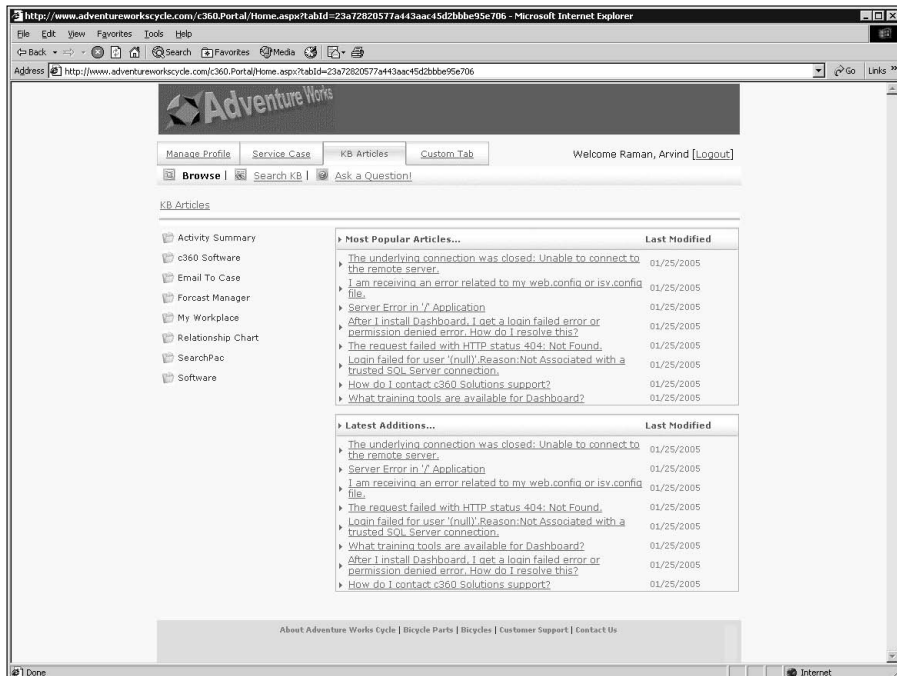 http://www.adventureworkscycle.com/c360.Portal/Home.aspx?tabId=23a72820577a443aac45d2bbbe95e706 - Microsoft Internet Explorer
File Edit View Favorites Tools Help
Back Search Favorites Media
Address http://www.adventureworkscycle.com/c360.Portal/Home.aspx?tabId=23a72820577a443aac45d2bbbe95e706 Go Links »
Adventure Works
Manage Profile Service Case KB Articles Custom Tab Welcome Raman, Arvind [Logout]
Browse | Search KB | Ask a Question!
KB Articles
Activity Summary
c360 Software
Email To Case
Forcast Manager
My Workplace
Relationship Chart
SearchPac
Software
Most Popular Articles... Last Modified
The underlying connection was closed: Unable to connect to
the remote server. 01/25/2005
I am receiving an error related to my web.config or isv.config
file. 01/25/2005
Server Error in '/' Application 01/25/2005
After I install Dashboard, I get a login failed error or
permission denied error. How do I resolve this? 01/25/2005
The request failed with HTTP status 404: Not Found. 01/25/2005
Login failed for user '(null)'.Reason:Not Associated with a
trusted SQL Server connection. 01/25/2005
How do I contact c360 Solutions support? 01/25/2005
What training tools are available for Dashboard? 01/25/2005
Latest Additions... Last Modified
The underlying connection was closed: Unable to connect to
the remote server. 01/25/2005
Server Error in '/' Application 01/25/2005
I am receiving an error related to my web.config or isv.config
file. 01/25/2005
The request failed with HTTP status 404: Not Found. 01/25/2005
Login failed for user '(null)'.Reason:Not Associated with a
trusted SQL Server connection. 01/25/2005
What training tools are available for Dashboard? 01/25/2005
After I install Dashboard, I get a login failed error or
permission denied error. How do I resolve this? 01/25/2005
How do I contact c360 Solutions support? 01/25/2005
About Adventure Works Cycle | Bicycle Parts | Bicycles | Customer Support | Contact Us
Done Internet